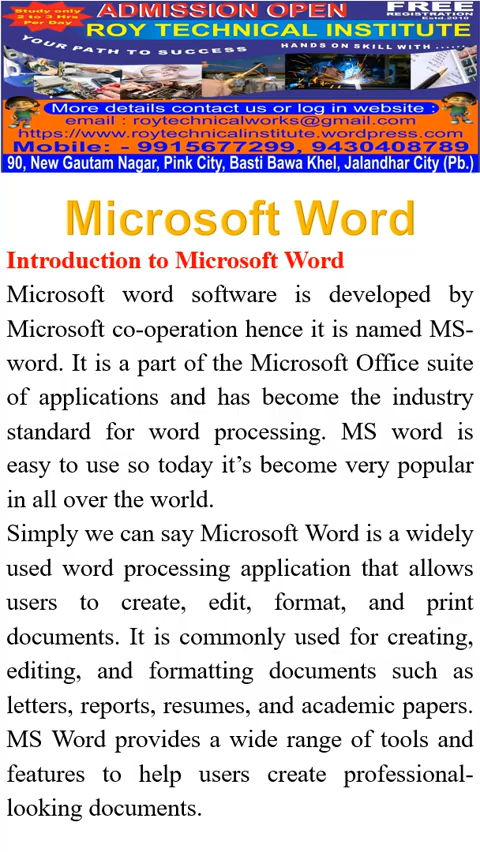 Study only
2 to 3 Hrs
Per Day
ADMISSION OPEN
FREE
REGISTRATION
Estd.2010
ROY TECHNICAL INSTITUTE
YOUR PATH TO SUCCESS
HANDS ON SKILL WITH ......
More details contact us or log in website :
email : roytechnicalworks@gmail.com
https://www.roytechnicalinstitute.wordpress.com
Mobile: - 9915677299, 9430408789
90, New Gautam Nagar, Pink City, Basti Bawa Khel, Jalandhar City (Pb.)
Microsoft Word
Introduction to Microsoft Word
Microsoft word software is developed by
Microsoft co-operation hence it is named MS-
word. It is a part of the Microsoft Office suite
of applications and has become the industry
standard for word processing. MS word is
easy to use so today it’s become very popular
in all over the world.
Simply we can say Microsoft Word is a widely
used word processing application that allows
users to create, edit, format, and print
documents. It is commonly used for creating,
editing, and formatting documents such as
letters, reports, resumes, and academic papers.
MS Word provides a wide range of tools and
features to help users create professional-
looking documents.